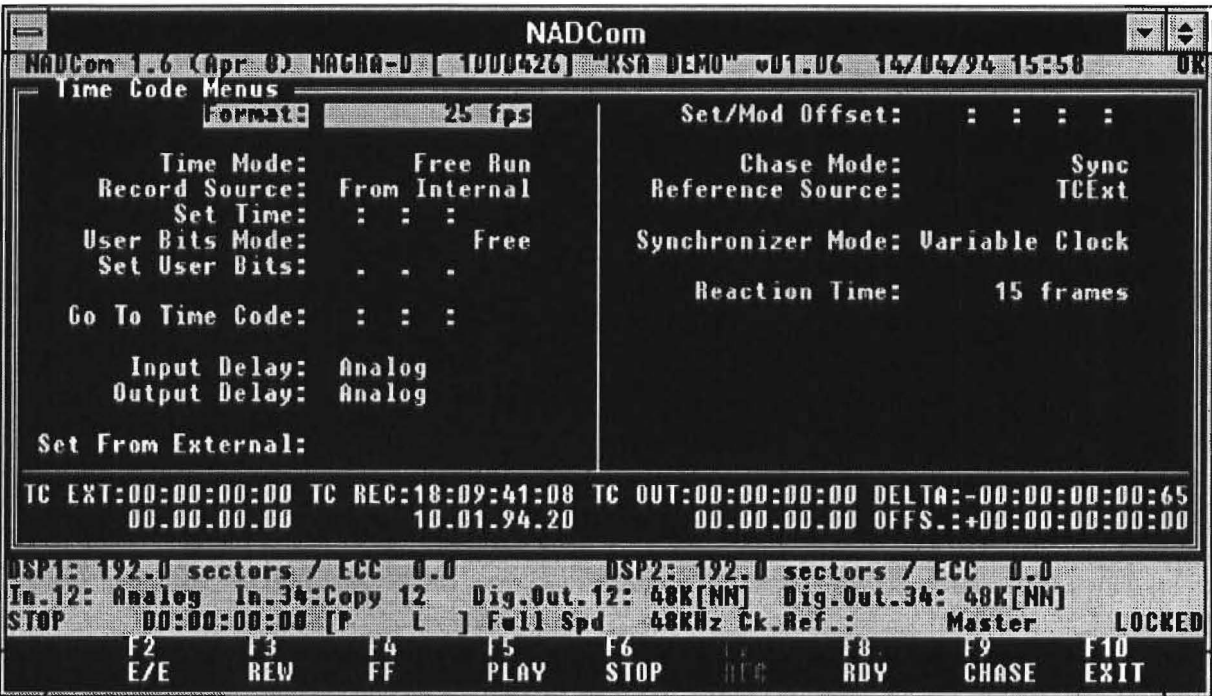 NADCom
NADCom 1.6 (Apr 8) NAGRA-D [ 1000426] "KSA DEMO" v01.06 14/04/94 15:58 OK
Time Code Menus
Format: 25 fps
Time Mode: Free Run
Record Source: From Internal
Set Time: : : :
User Bits Mode: Free
Set User Bits: . . .
Go To Time Code: : : :
Input Delay: Analog
Output Delay: Analog
Set From External:
Set/Mod Offset: : : : :
Chase Mode: Sync
Reference Source: TCExt
Synchronizer Mode: Variable Clock
Reaction Time: 15 frames
TC EXT:00:00:00:00 TC REC:18:09:41:08 TC OUT:00:00:00:00 DELTA:-00:00:00:00:65
00.00.00.00 10.01.94.20 00.00.00.00 OFFS.:+00:00:00:00:00
DSP1: 192.0 sectors / ECC 0.0 DSP2: 192.0 sectors / ECC 0.0
In.12: Analog In.34:Copy 12 Dig.Out.12: 48K[NN] Dig.Out.34: 48K[NN]
STOP 00:00:00:00 [P L ] Full Spd 48KHz Ck.Ref.: Master LOCKED
F2 F3 F4 F5 F6 F7 F8 F9 F10
E/E REW FF PLAY STOP REC RDY CHASE EXIT